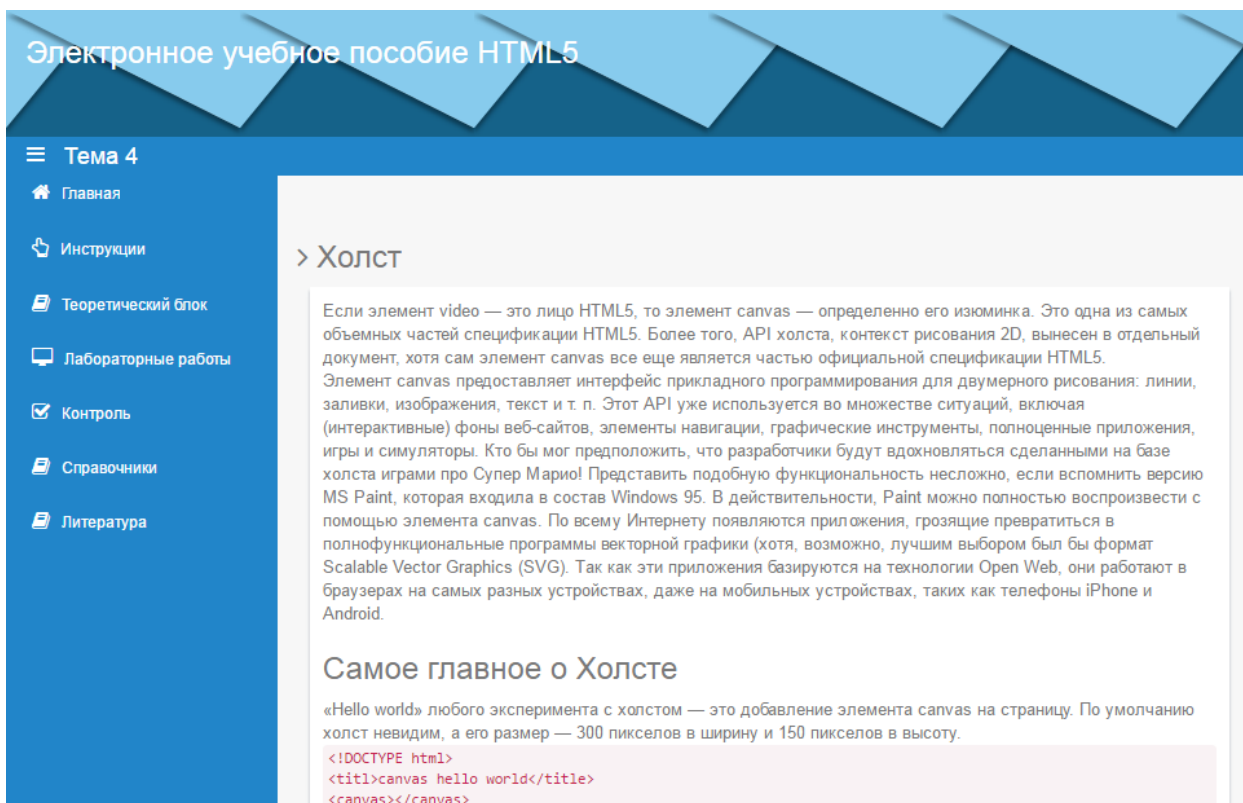 Электронное учебное пособие HTML5
Тема 4
Главная
Инструкции
Теоретический блок
Лабораторные работы
Контроль
Справочники
Литература
Холст
Если элемент video — это лицо HTML5, то элемент canvas — определенно его изюминка. Это одна из самых
объемных частей спецификации HTML5. Более того, API холста, контекст рисования 2D, вынесен в отдельный
документ, хотя сам элемент canvas все еще является частью официальной спецификации HTML5.
Элемент canvas предоставляет интерфейс прикладного программирования для двумерного рисования: линии,
заливки, изображения, текст и т. п. Этот API уже используется во множестве ситуаций, включая
(интерактивные) фоны веб-сайтов, элементы навигации, графические инструменты, полноценные приложения,
игры и симуляторы. Кто бы мог предположить, что разработчики будут вдохновляться сделанными на базе
холста играми про Супер Марио! Представить подобную функциональность несложно, если вспомнить версию
MS Paint, которая входила в состав Windows 95. В действительности, Paint можно полностью воспроизвести с
помощью элемента canvas. По всему Интернету появляются приложения, грозящие превратиться в
полнофункциональные программы векторной графики (хотя, возможно, лучшим выбором был бы формат
Scalable Vector Graphics (SVG). Так как эти приложения базируются на технологии Open Web, они работают в
браузерах на самых разных устройствах, даже на мобильных устройствах, таких как телефоны iPhone и
Android.
Самое главное о Холсте
«Hello world» любого эксперимента с холстом — это добавление элемента canvas на страницу. По умолчанию
холст невидим, а его размер — 300 пикселов в ширину и 150 пикселов в высоту.
<!DOCTYPE html>
<titl>canvas hello world</title>
<canvas></canvas>